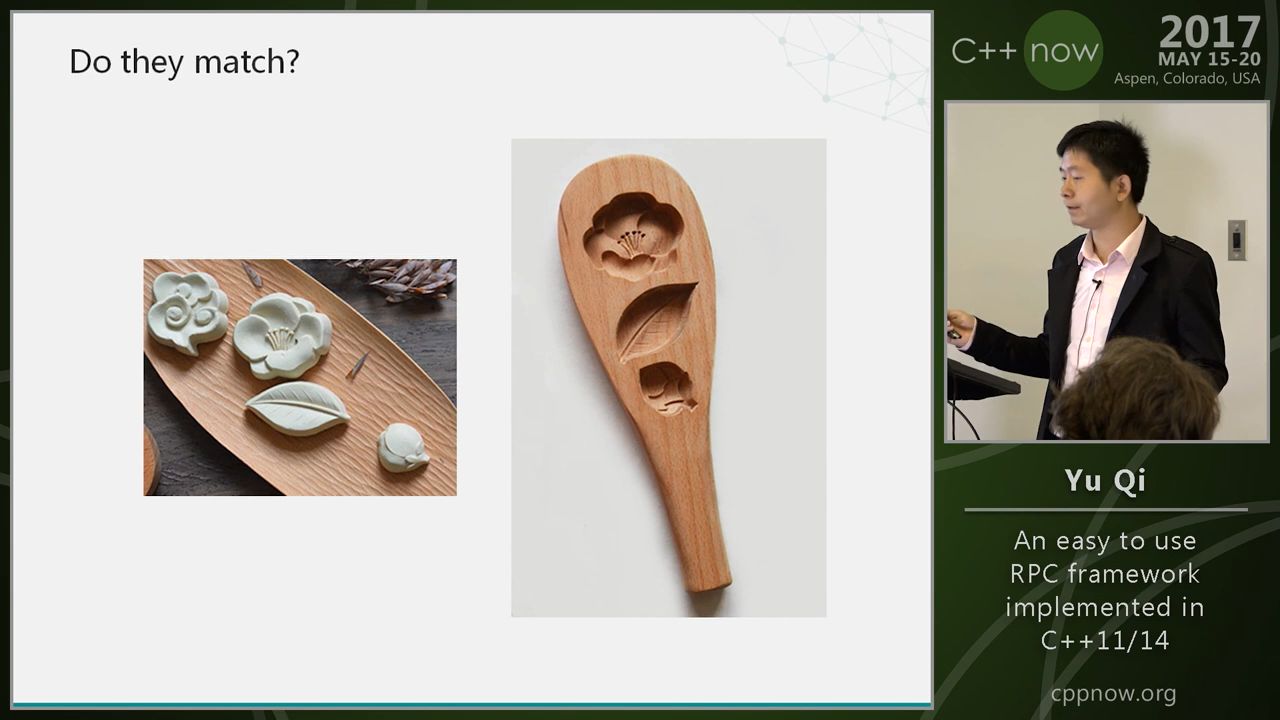 Do they match?
C++ now
2017
MAY 15-20
Aspen, Colorado, USA
Yu Qi
An easy to use
RPC framework
implemented in
C++11/14
cppnow.org